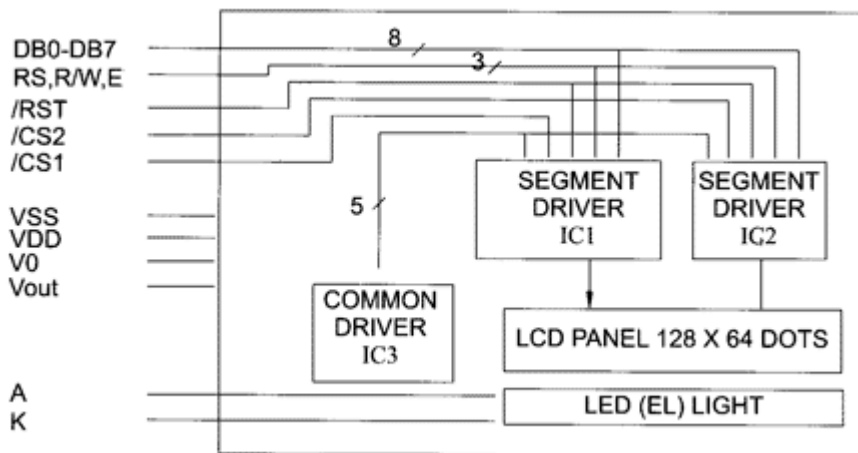 DB0-DB7
8
RS,R/W,E
3
/RST
/CS2
/CS1
5
VSS
VDD
V0
Vout
SEGMENT
DRIVER
IC1
SEGMENT
DRIVER
IC2
COMMON
DRIVER
IC3
LCD PANEL 128 X 64 DOTS
A
K
LED (EL) LIGHT